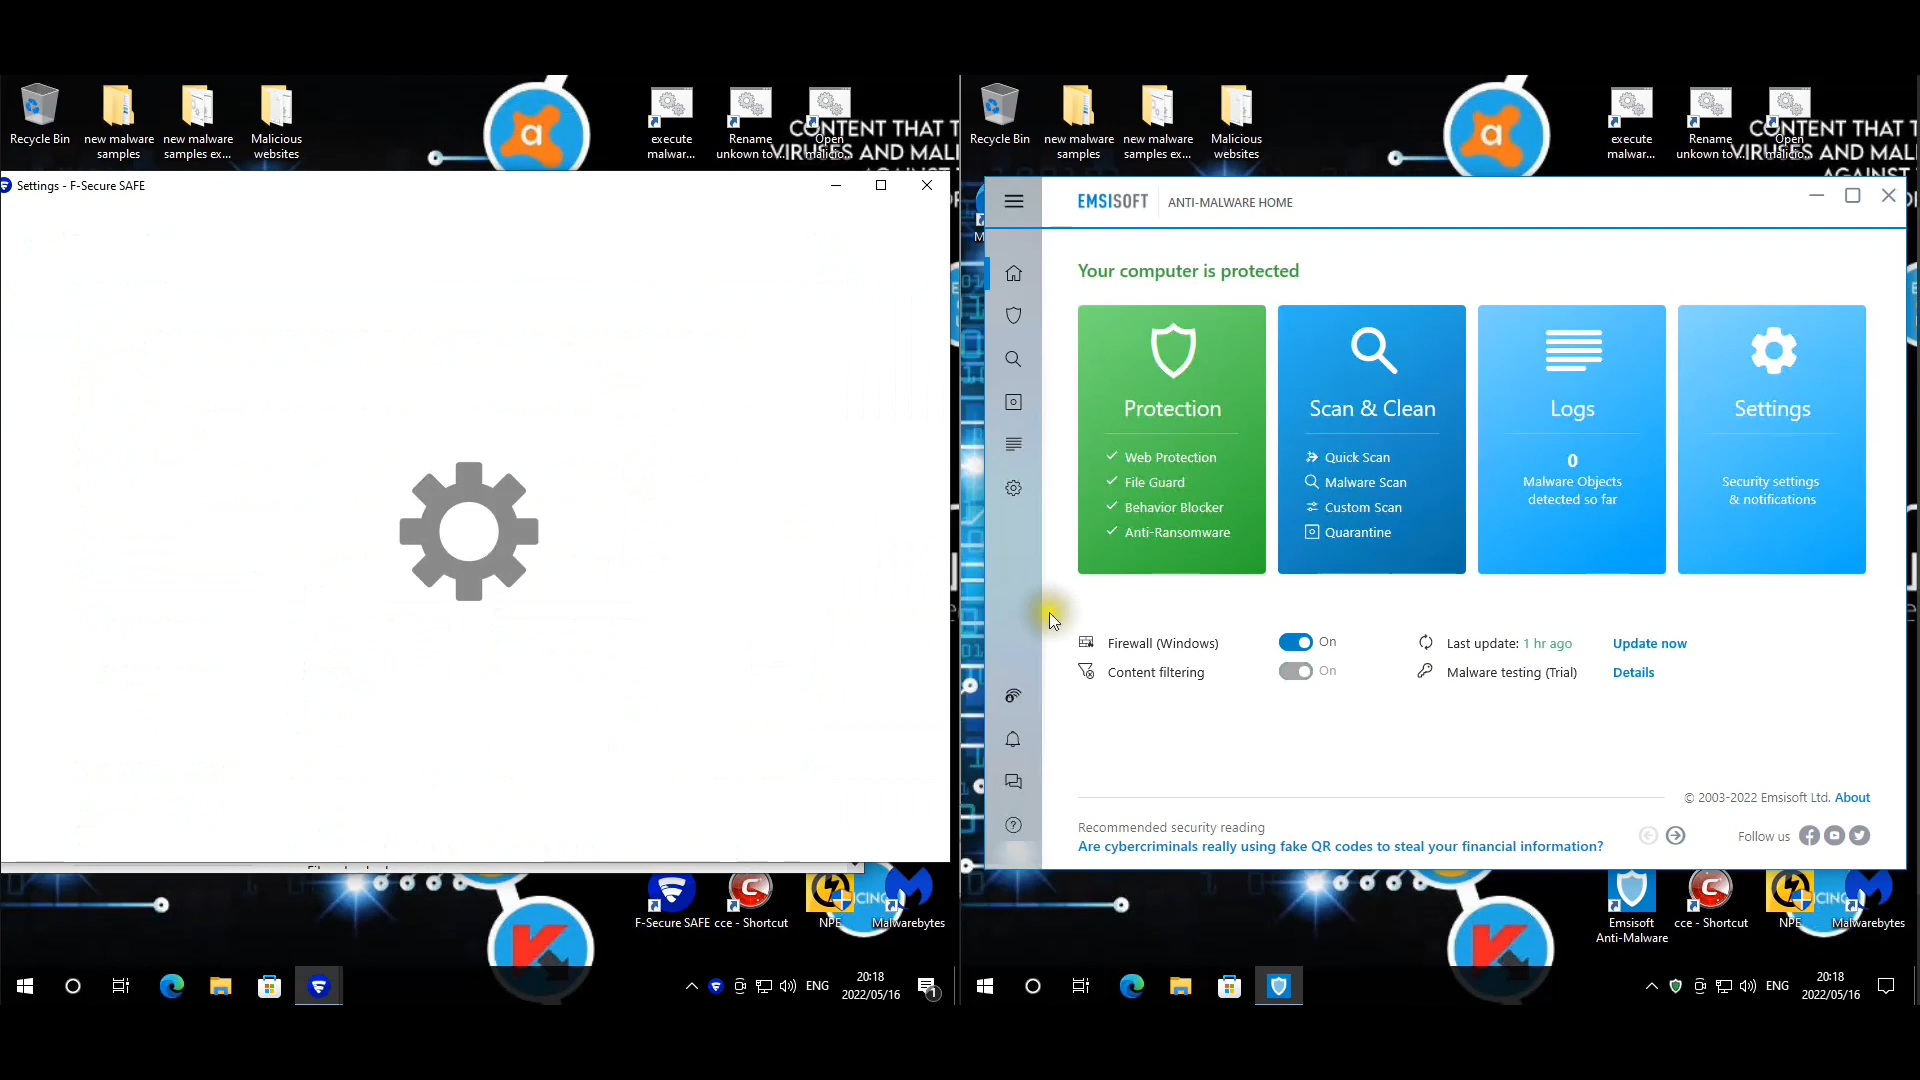 Recycle Bin
new malware
samples
new malware
samples ex...
Malicious
websites
execute
malwar...
Rename
unkown to v...
Open
malicio...
CONTENT THAT T
VIRUSES AND MALI
AGAINST
Settings - F-Secure SAFE
F-Secure SAFE
cce - Shortcut
NPE
Malwarebytes
ENG
20:18
2022/05/16
1
Recycle Bin
new malware
samples
new malware
samples ex...
Malicious
websites
execute
malwar...
Rename
unkown to v...
Open
malicio...
CONTENT THAT T
VIRUSES AND MALI
AGAINST
EMSISOFT
ANTI-MALWARE HOME
Your computer is protected
Protection
Web Protection
File Guard
Behavior Blocker
Anti-Ransomware
Scan & Clean
Quick Scan
Malware Scan
Custom Scan
Quarantine
Logs
0
Malware Objects
detected so far
Settings
Security settings
& notifications
Firewall (Windows)
On
Last update: 1 hr ago
Update now
Content filtering
On
Malware testing (Trial)
Details
© 2003-2022 Emsisoft Ltd. About
Recommended security reading
Are cybercriminals really using fake QR codes to steal your financial information?
Follow us
Emsisoft
Anti-Malware
cce - Shortcut
NPE
Malwarebytes
ENG
20:18
2022/05/16